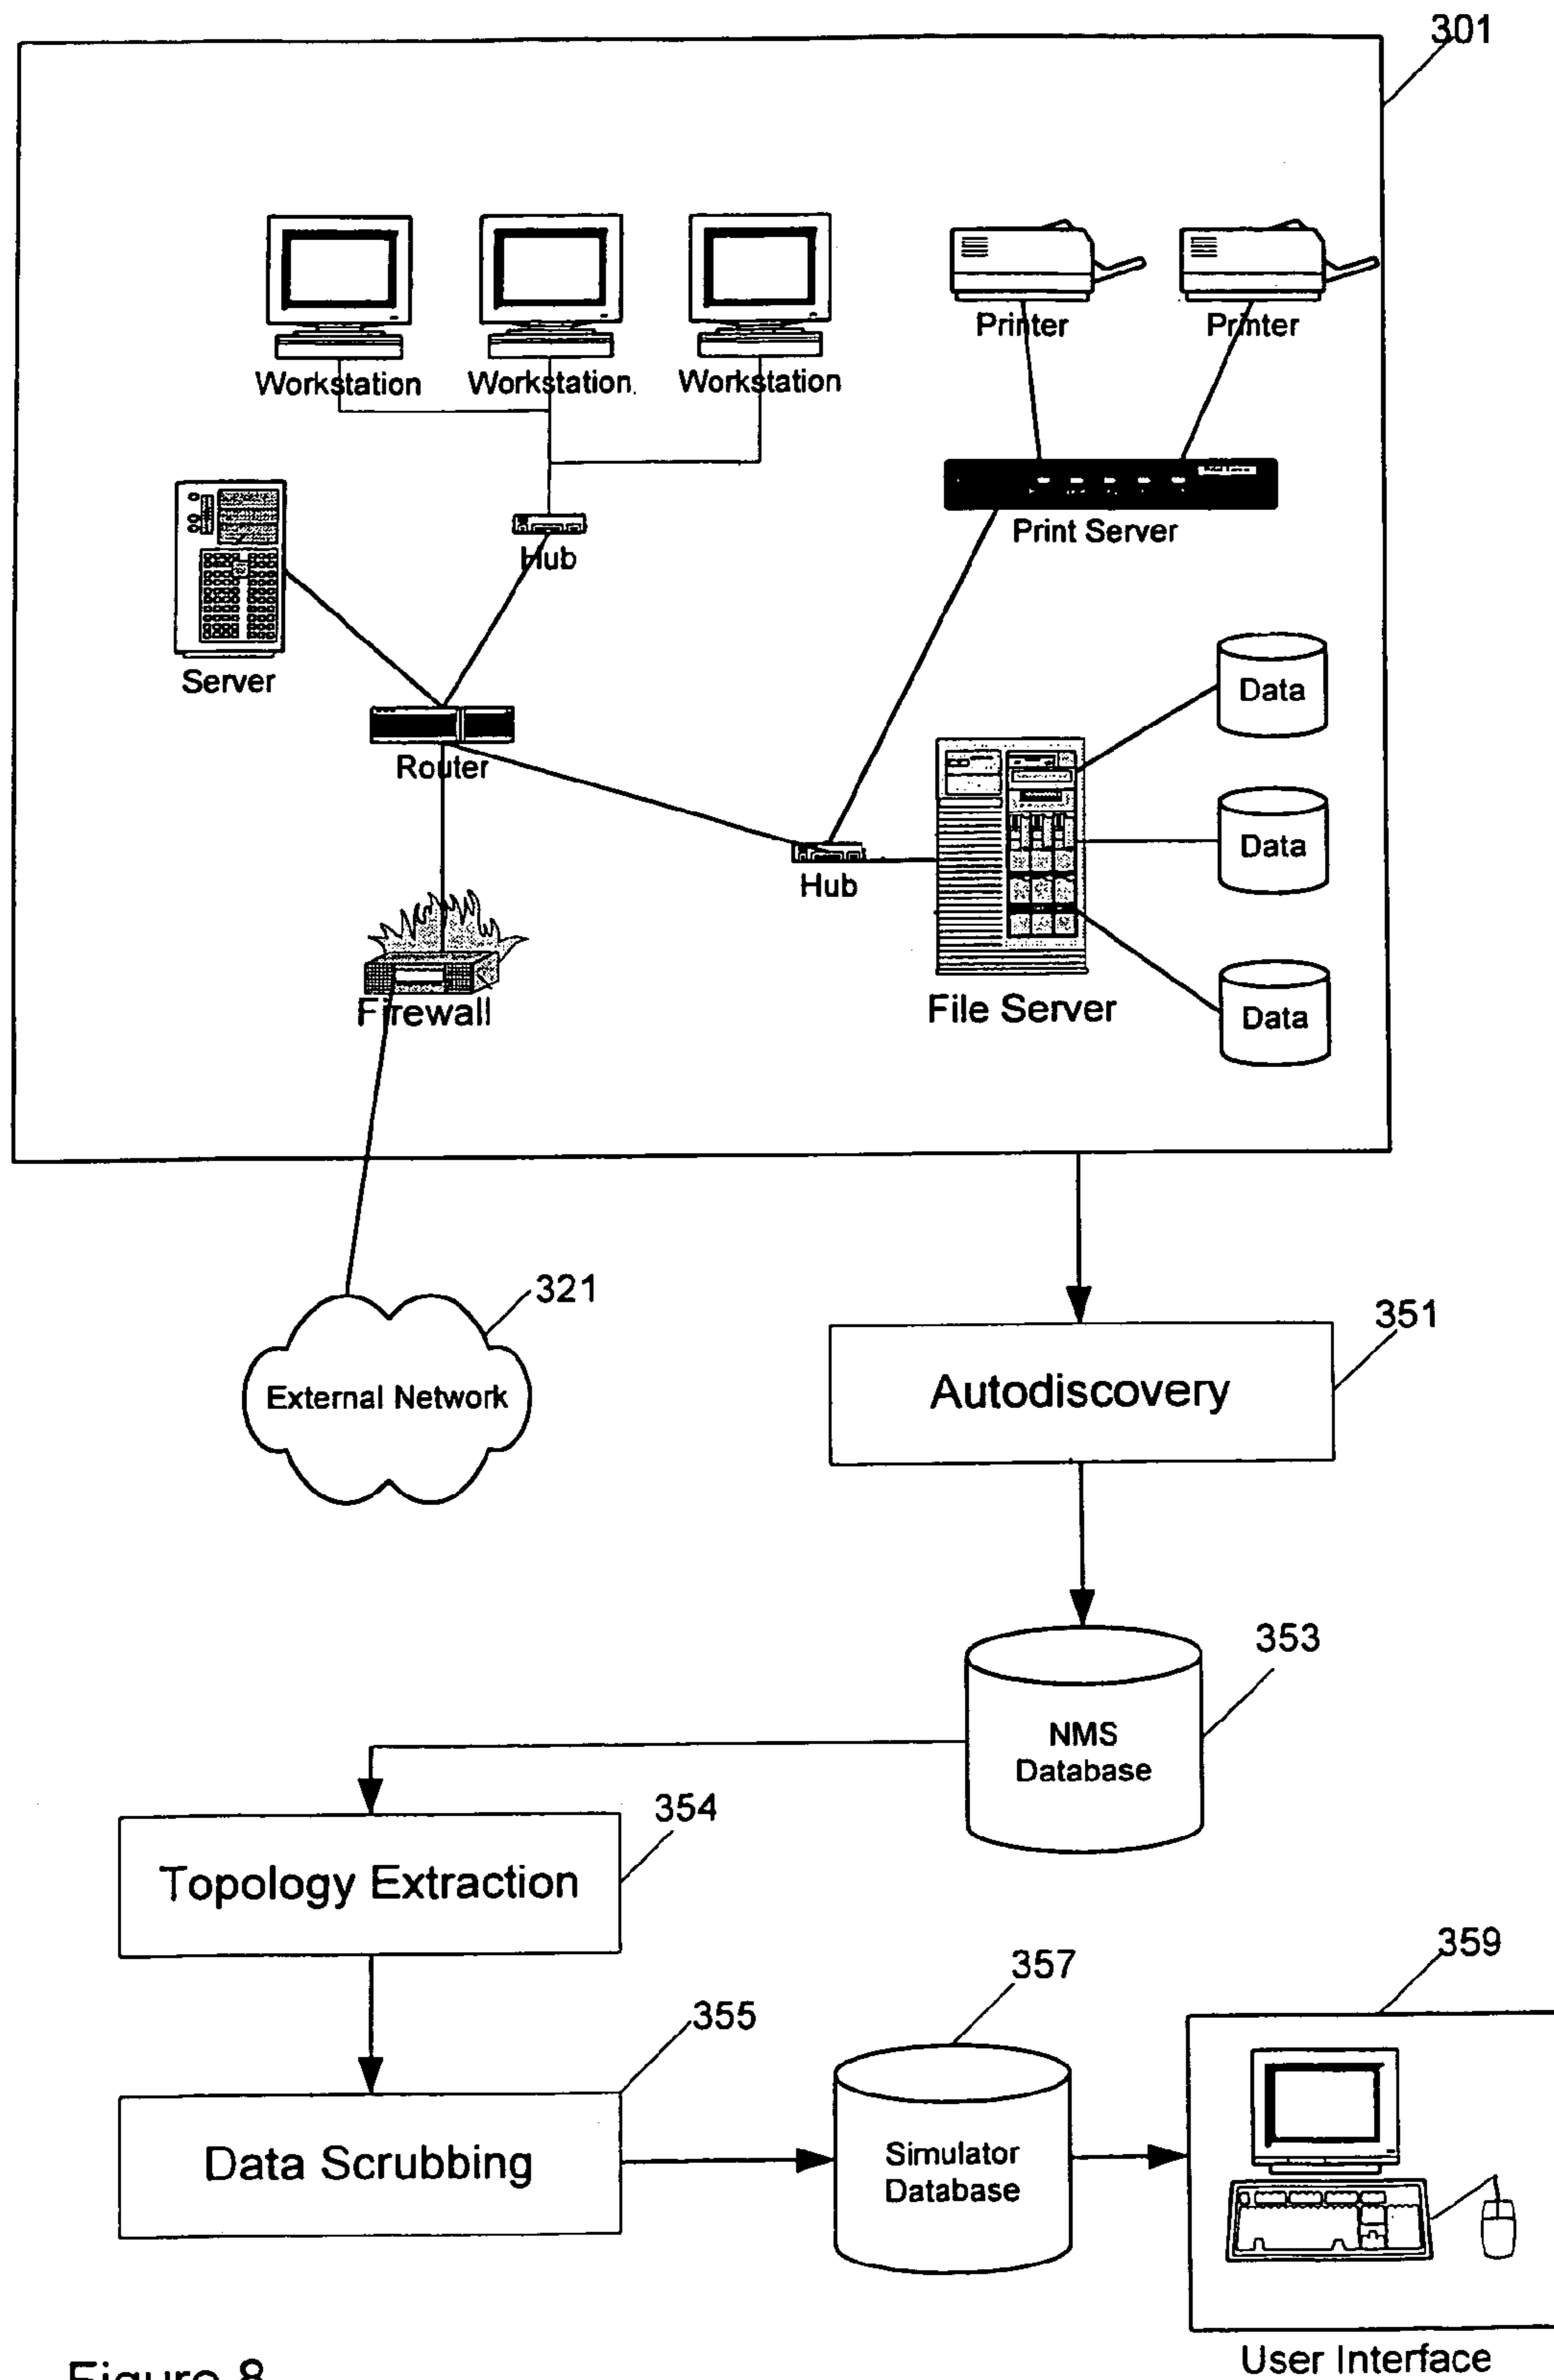 301
Printer
Printer
Workstation
Workstation
Workstation
Print Server
Hub
Server
Data
Router
Data
Hub
Firewall
File Server
Data
321
351
External Network
Autodiscovery
353
NMS
Database
354
Topology Extraction
359
357
355
Simulator
Database
Data Scrubbing
User Interface
Figure 8